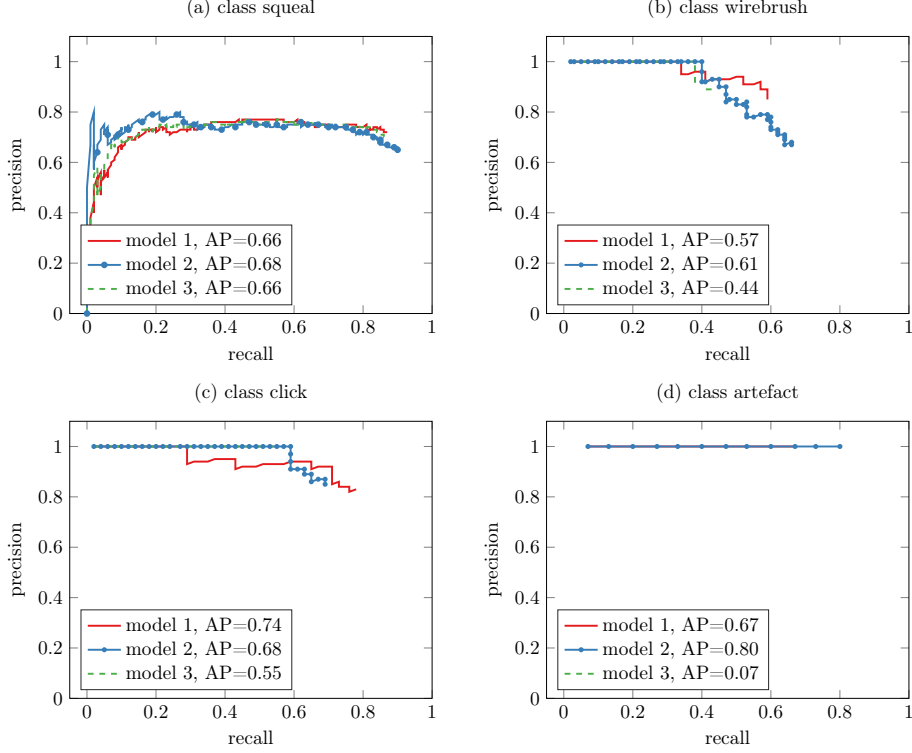 (a) class squeal
(b) class wirebrush
1
0.8
0.6
0.4
0.2
0
precision
model 1, AP=0.66
model 2, AP=0.68
model 3, AP=0.66
0 0.2 0.4 0.6 0.8 1
recall
1
0.8
0.6
0.4
0.2
0
precision
model 1, AP=0.57
model 2, AP=0.61
model 3, AP=0.44
0 0.2 0.4 0.6 0.8 1
recall
(c) class click
(d) class artefact
1
0.8
0.6
0.4
0.2
0
precision
model 1, AP=0.74
model 2, AP=0.68
model 3, AP=0.55
0 0.2 0.4 0.6 0.8 1
recall
1
0.8
0.6
0.4
0.2
0
precision
model 1, AP=0.67
model 2, AP=0.80
model 3, AP=0.07
0 0.2 0.4 0.6 0.8 1
recall